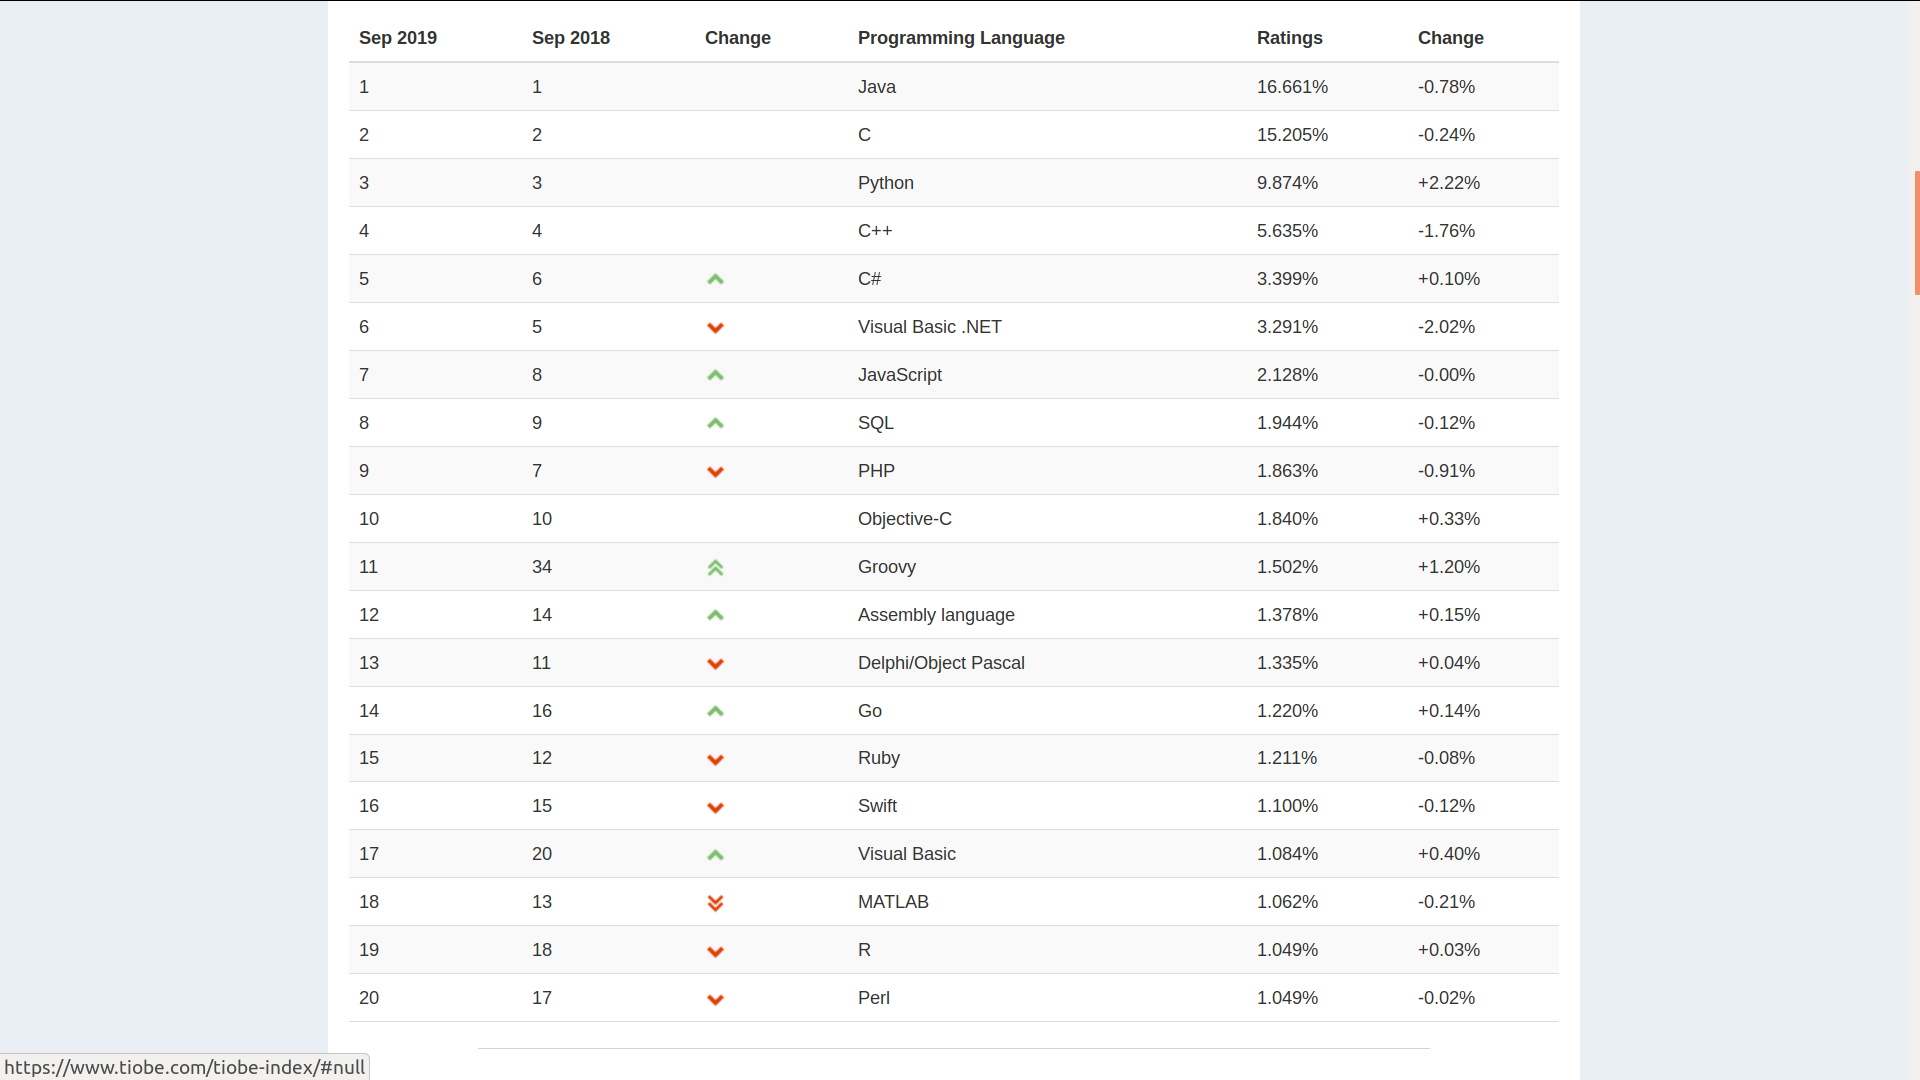 Sep 2019 Sep 2018 Change Programming Language Ratings Change
1 1 Java 16.661% -0.78%
2 2 C 15.205% -0.24%
3 3 Python 9.874% +2.22%
4 4 C++ 5.635% -1.76%
5 6 C# 3.399% +0.10%
6 5 Visual Basic .NET 3.291% -2.02%
7 8 JavaScript 2.128% -0.00%
8 9 SQL 1.944% -0.12%
9 7 PHP 1.863% -0.91%
10 10 Objective-C 1.840% +0.33%
11 34 Groovy 1.502% +1.20%
12 14 Assembly language 1.378% +0.15%
13 11 Delphi/Object Pascal 1.335% +0.04%
14 16 Go 1.220% +0.14%
15 12 Ruby 1.211% -0.08%
16 15 Swift 1.100% -0.12%
17 20 Visual Basic 1.084% +0.40%
18 13 MATLAB 1.062% -0.21%
19 18 R 1.049% +0.03%
20 17 Perl 1.049% -0.02%
https://www.tiobe.com/tiobe-index/#null